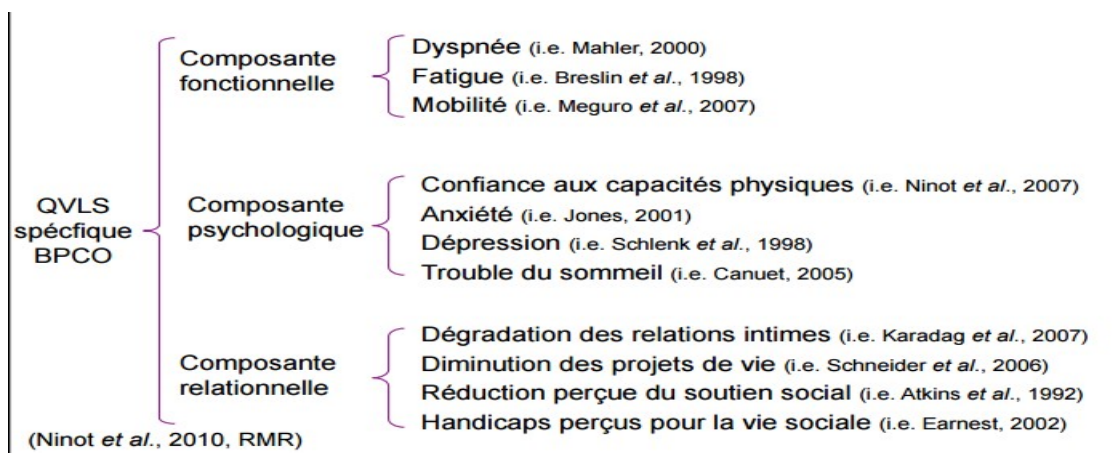 QVLS
spécfique
BPCO
Composante
fonctionnelle
Dyspnée (i.e. Mahler, 2000)
Fatigue (i.e. Breslin et al., 1998)
Mobilité (i.e. Meguro et al., 2007)
Composante
psychologique
Confiance aux capacités physiques (i.e. Ninot et al., 2007)
Anxiété (i.e. Jones, 2001)
Dépression (i.e. Schlenk et al., 1998)
Trouble du sommeil (i.e. Canuet, 2005)
Composante
relationnelle
Dégradation des relations intimes (i.e. Karadag et al., 2007)
Diminution des projets de vie (i.e. Schneider et al., 2006)
Réduction perçue du soutien social (i.e. Atkins et al., 1992)
Handicaps perçus pour la vie sociale (i.e. Earnest, 2002)
(Ninot et al., 2010, RMR)